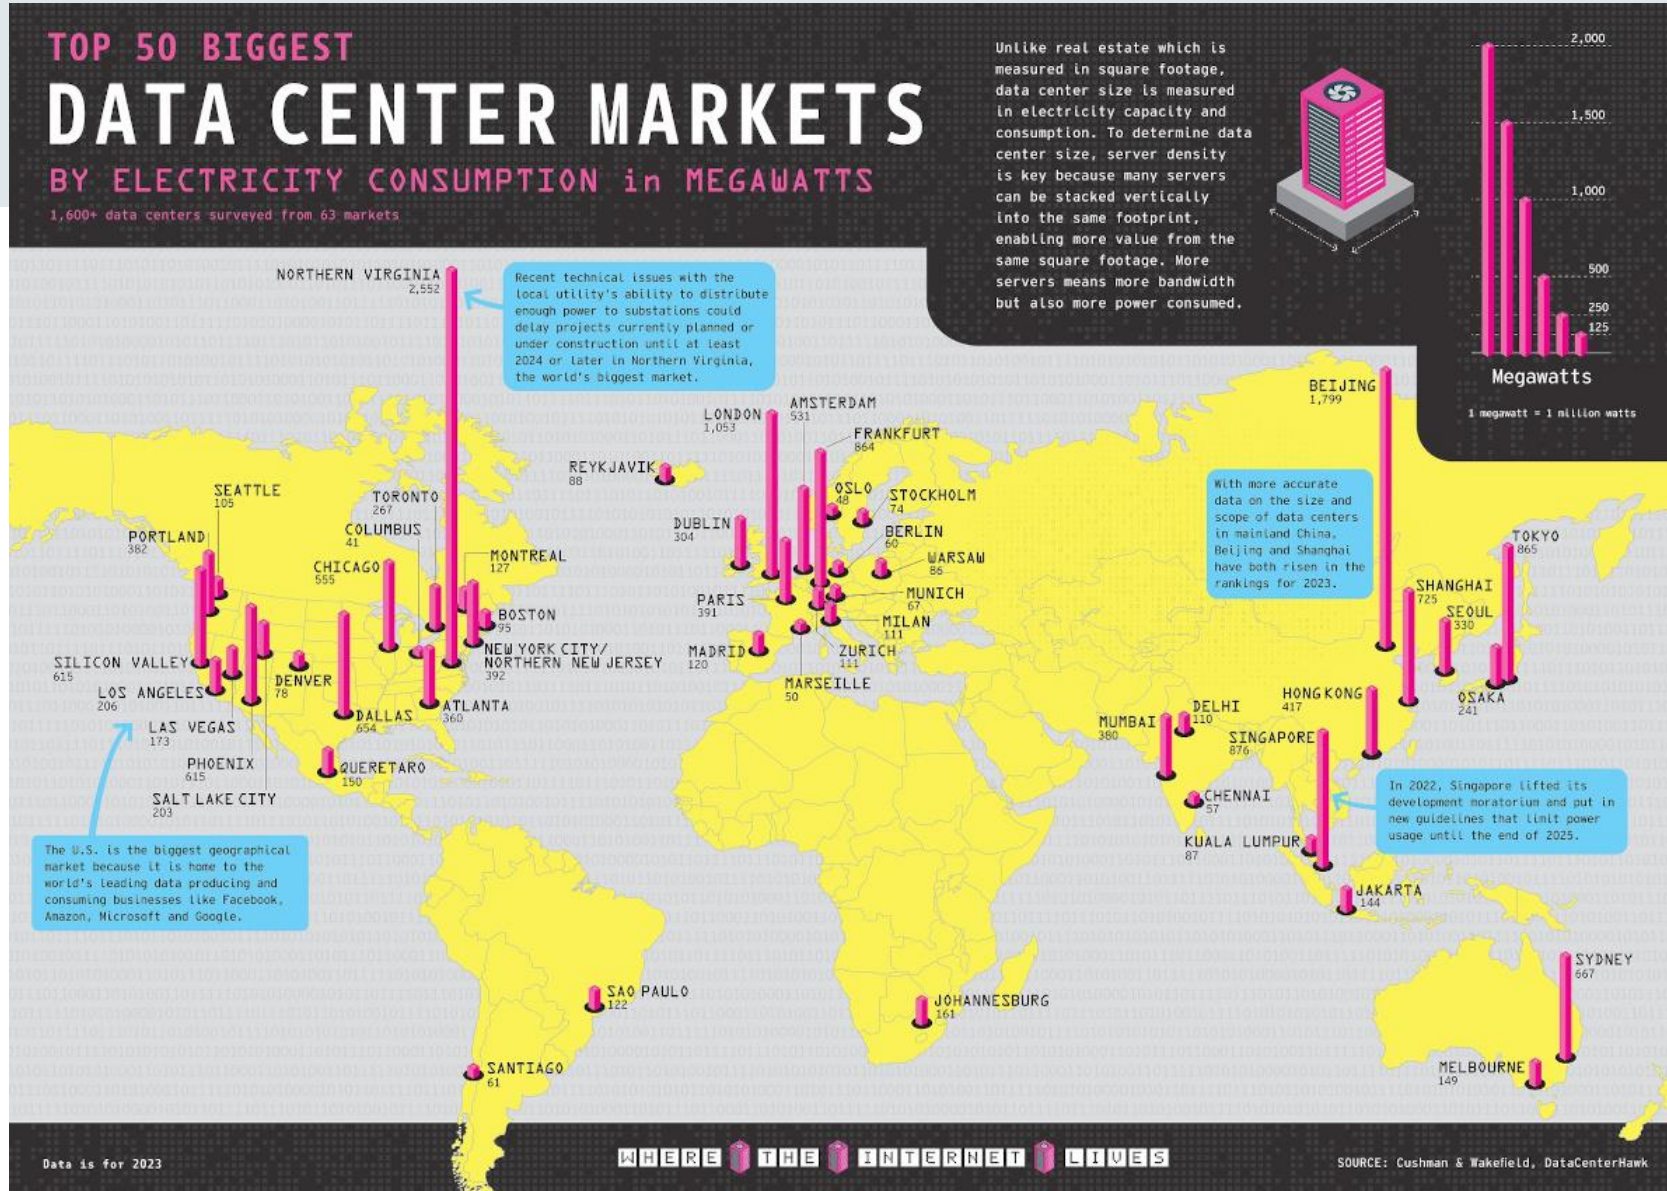 TOP 50 BIGGEST
DATA CENTER MARKETS
BY ELECTRICITY CONSUMPTION in MEGAWATTS
1,600+ data centers surveyed from 63 markets
Unlike real estate which is
measured in square footage,
data center size is measured
in electricity capacity and
consumption. To determine data
center size, server density
is key because many servers
can be stacked vertically
into the same footprint,
enabling more value from the
same square footage. More
servers means more bandwidth
but also more power consumed.
2,000
1,500
1,000
500
250
125
Megawatts
1 megawatt = 1 million watts
NORTHERN VIRGINIA
2,552
Recent technical issues with the
local utility's ability to distribute
enough power to substations could
delay projects currently planned or
under construction until at least
2024 or later in Northern Virginia,
the world's biggest market.
SEATTLE
105
PORTLAND
382
TORONTO
267
COLUMBUS
41
CHICAGO
555
MONTREAL
127
BOSTON
95
NEW YORK CITY/
NORTHERN NEW JERSEY
392
SILICON VALLEY
615
LOS ANGELES
206
LAS VEGAS
173
PHOENIX
615
SALT LAKE CITY
203
DENVER
78
DALLAS
654
ATLANTA
360
QUERETARO
150
The U.S. is the biggest geographical
market because it is home to the
world's leading data producing and
consuming businesses like Facebook,
Amazon, Microsoft and Google.
SAO PAULO
122
SANTIAGO
61
REYKJAVIK
88
LONDON
1,053
AMSTERDAM
531
FRANKFURT
864
OSLO
48
STOCKHOLM
74
DUBLIN
304
BERLIN
60
WARSAW
86
PARIS
391
MUNICH
67
MILAN
111
MADRID
120
ZURICH
111
MARSEILLE
50
JOHANNESBURG
161
BEIJING
1,799
With more accurate
data on the size and
scope of data centers
in mainland China,
Beijing and Shanghai
have both risen in the
rankings for 2023.
TOKYO
865
SHANGHAI
725
SEOUL
330
OSAKA
241
HONG KONG
417
MUMBAI
380
DELHI
110
SINGAPORE
876
CHENNAI
57
KUALA LUMPUR
87
In 2022, Singapore lifted its
development moratorium and put in
new guidelines that limit power
usage until the end of 2025.
JAKARTA
144
SYDNEY
667
MELBOURNE
149
Data is for 2023
WHERE THE INTERNET LIVES
SOURCE: Cushman & Wakefield, DataCenterHawk